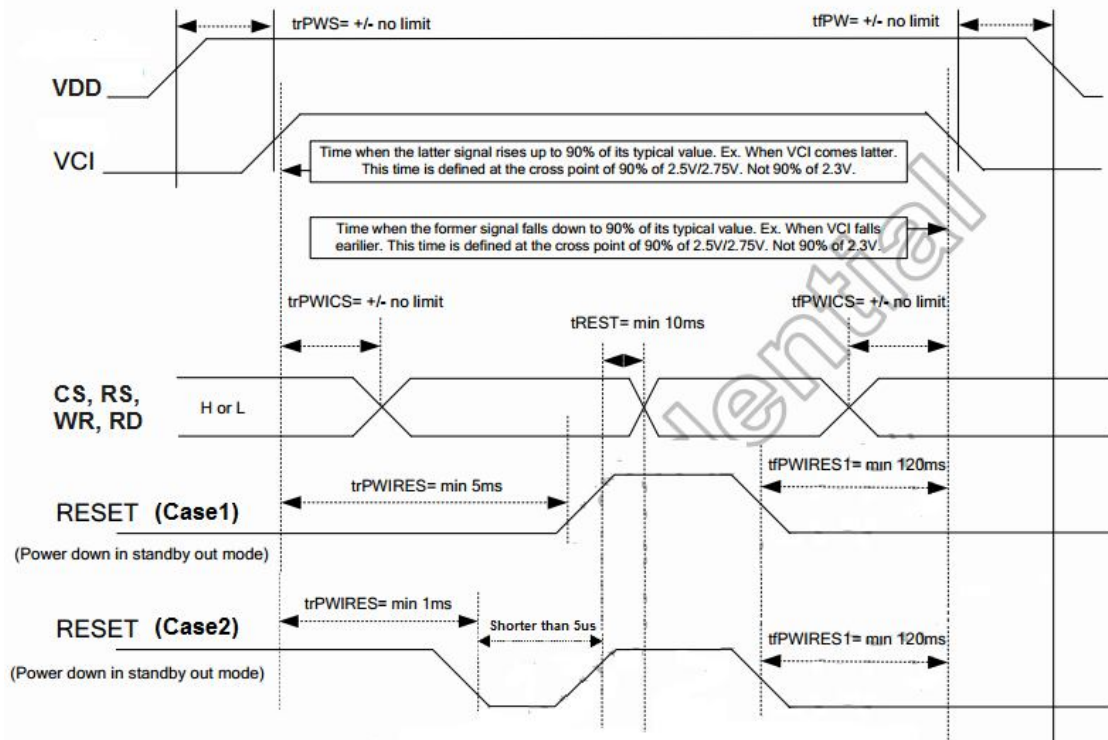 trPWS= +/- no limit
tfPW= +/- no limit
VDD
VCI
Time when the latter signal rises up to 90% of its typical value. Ex. When VCI comes latter.
This time is defined at the cross point of 90% of 2.5V/2.75V. Not 90% of 2.3V.
Time when the former signal falls down to 90% of its typical value. Ex. When VCI falls
earilier. This time is defined at the cross point of 90% of 2.5V/2.75V. Not 90% of 2.3V.
trPWICS= +/- no limit
tfPWICS= +/- no limit
tREST= min 10ms
CS, RS,
WR, RD
H or L
trPWIRES= min 5ms
tfPWIRES1= min 120ms
RESET (Case1)
(Power down in standby out mode)
trPWIRES= min 1ms
Shorter than 5us
tfPWIRES1= min 120ms
RESET (Case2)
(Power down in standby out mode)
dential